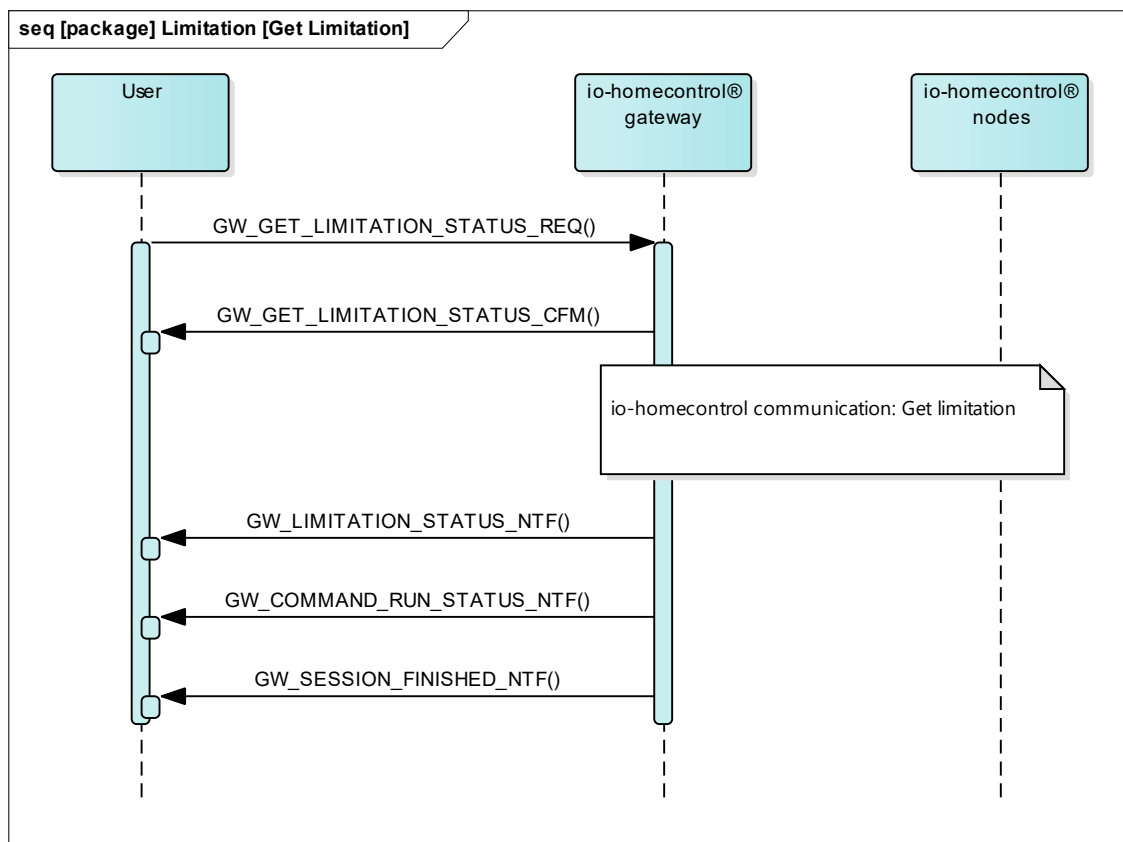 seq [package] Limitation [Get Limitation]
User
io-homecontrol®
gateway
io-homecontrol®
nodes
GW_GET_LIMITATION_STATUS_REQ()
GW_GET_LIMITATION_STATUS_CFM()
io-homecontrol communication: Get limitation
GW_LIMITATION_STATUS_NTF()
GW_COMMAND_RUN_STATUS_NTF()
GW_SESSION_FINISHED_NTF()